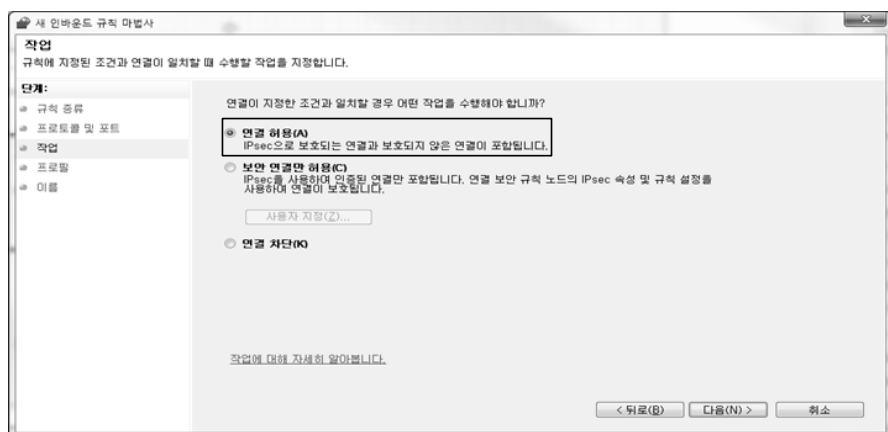 새 인바운드 규칙 마법사
작업
규칙에 지정된 조건과 연결이 일치할 때 수행할 작업을 지정합니다.
단계:
규칙 종류
프로토콜 및 포트
작업
프로필
이름
연결이 지정한 조건과 일치할 경우 어떤 작업을 수행해야 합니까?
연결 허용(A)
IPsec으로 보호되는 연결과 보호되지 않은 연결이 포함됩니다.
보안 연결만 허용(C)
IPsec을 사용하여 인증된 연결만 포함됩니다. 연결 보안 규칙 노드의 IPsec 속성 및 규칙 설정을
사용하여 연결이 보호됩니다.
사용자 지정(Z)...
연결 차단(K)
작업에 대해 자세히 알아봅니다.
< 뒤로(B)
다음(N) >
취소